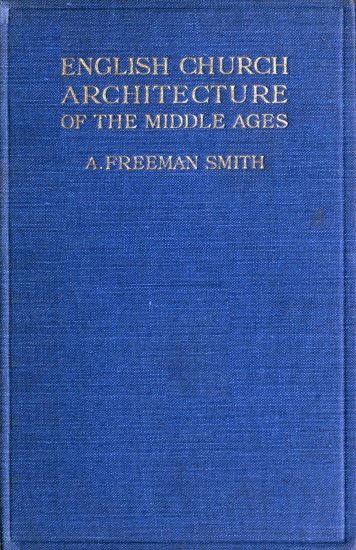 ENGLISH CHURCH
ARCHITECTURE
OF THE MIDDLE AGES
A. FREEMAN SMITH